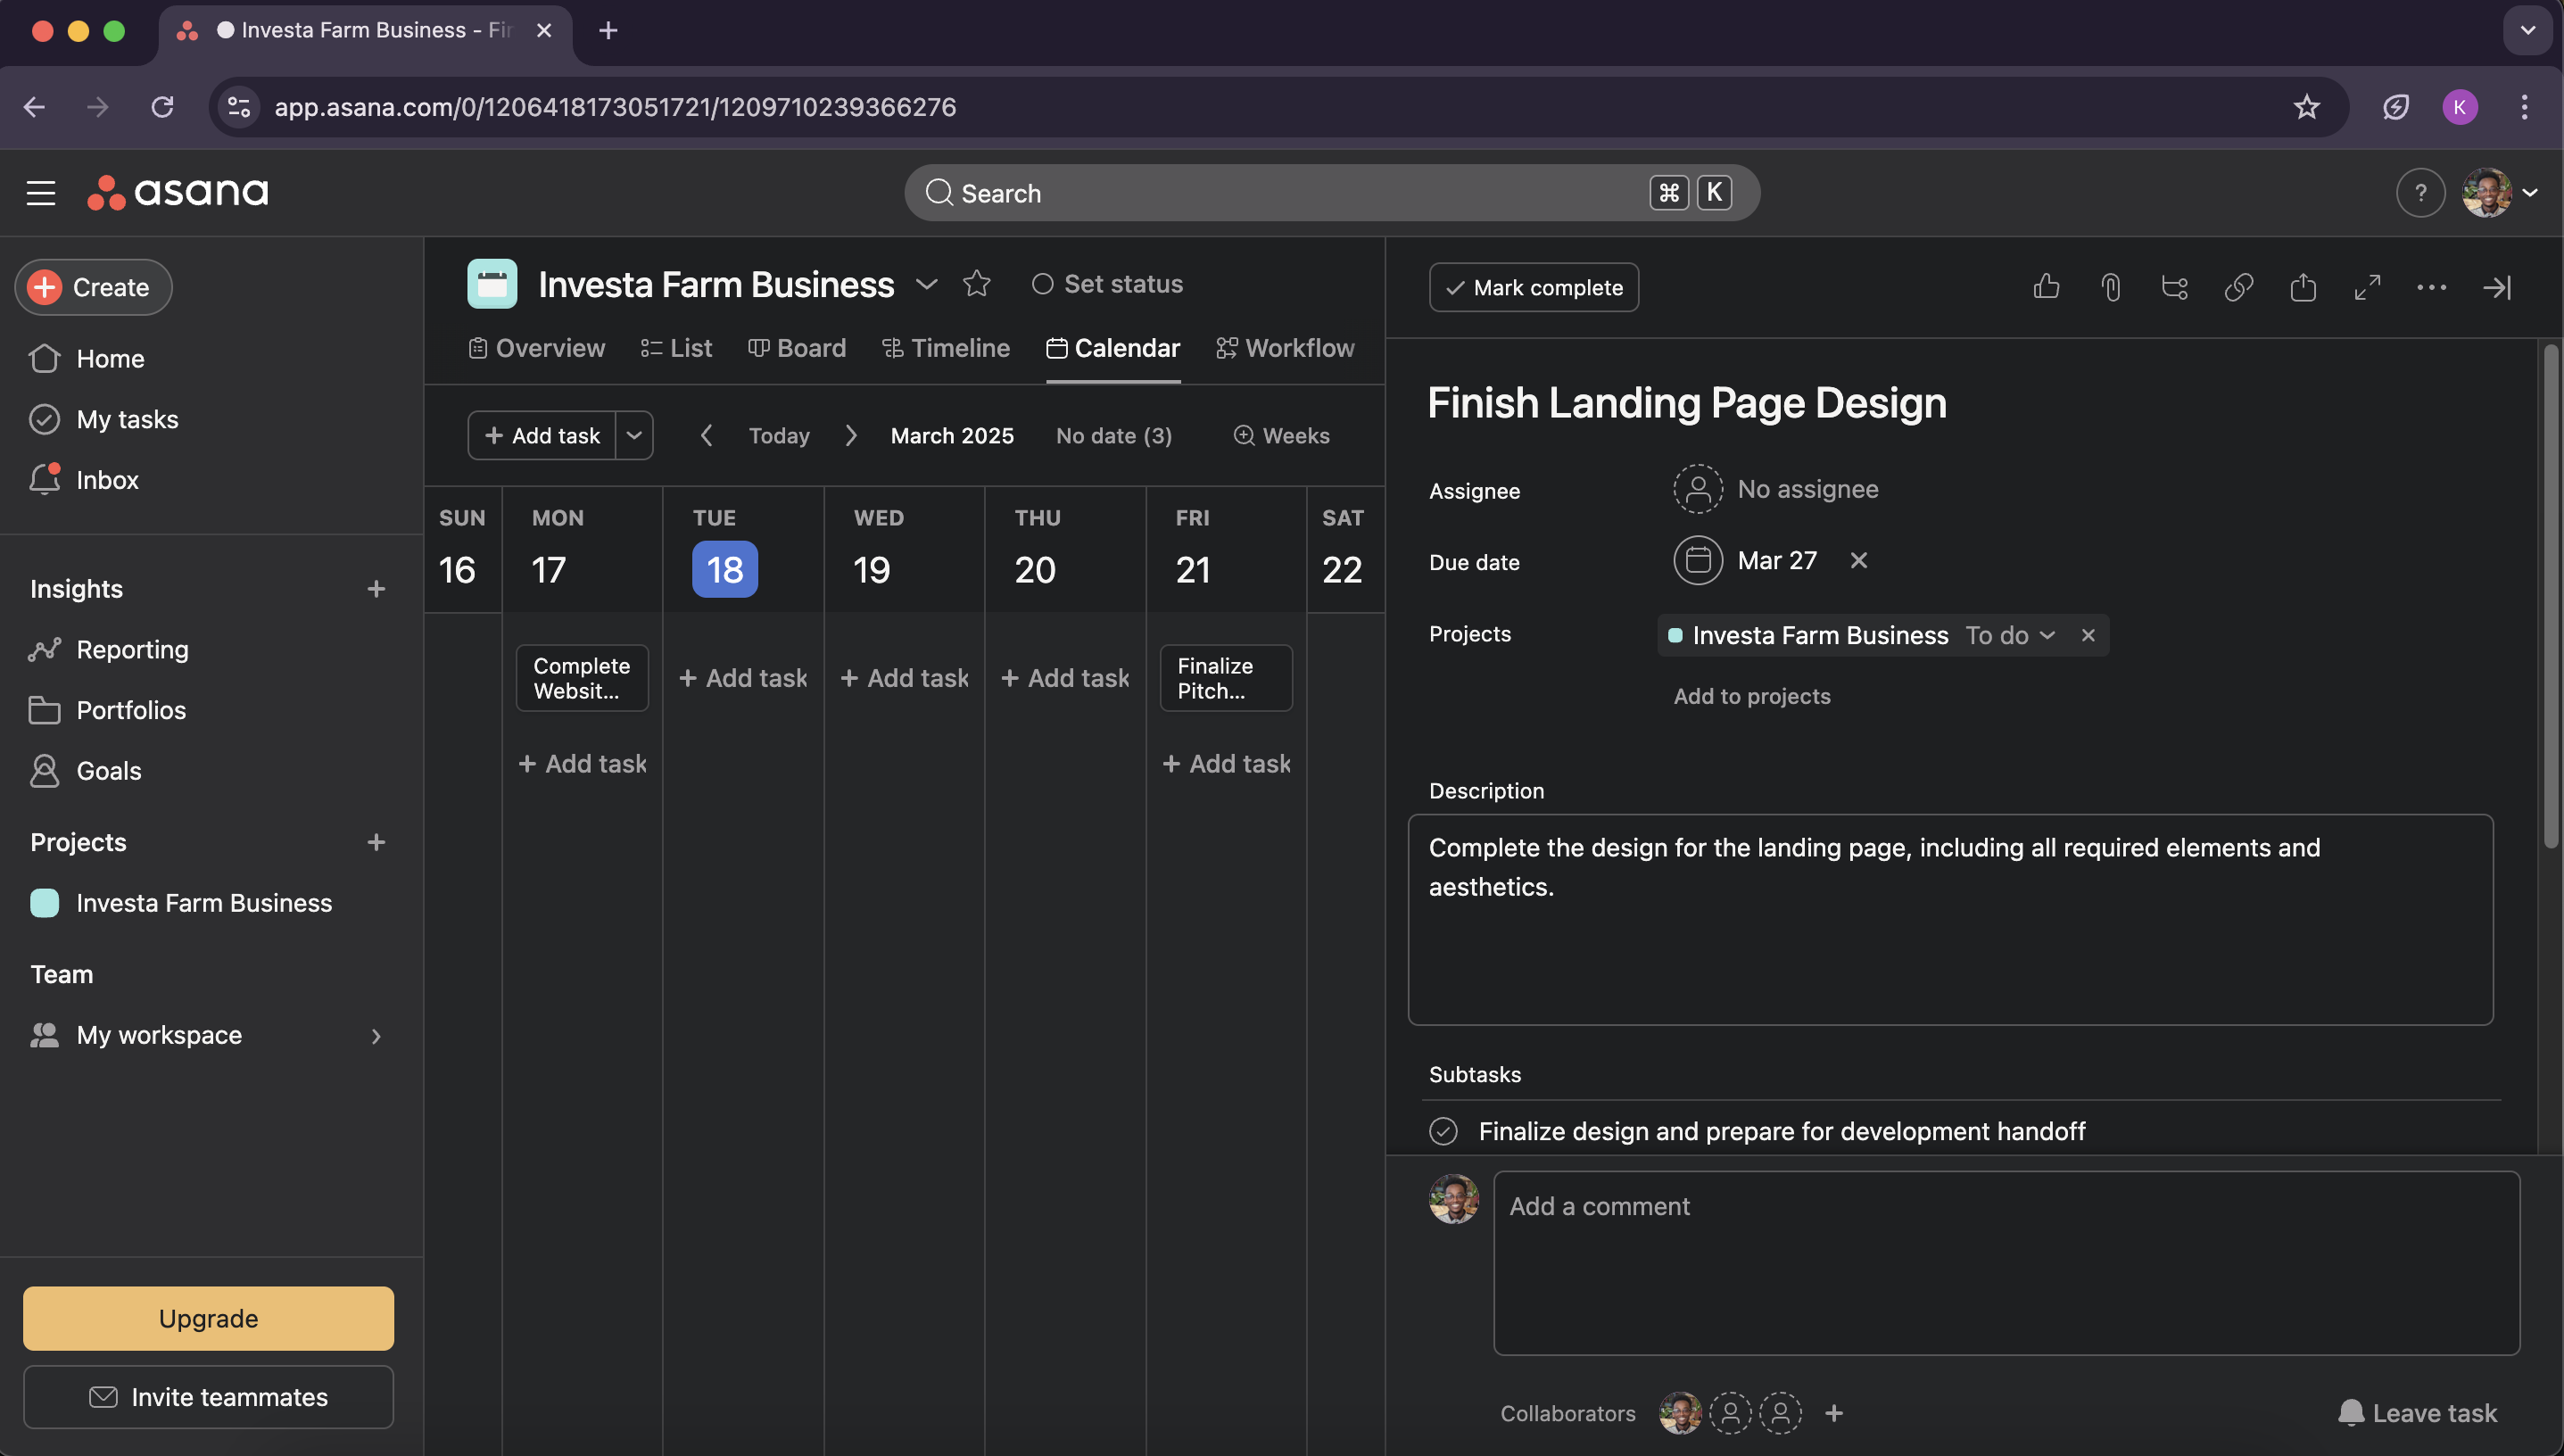 Investa Farm Business - Fir
app.asana.com/0/1206418173051721/1209710239366276
K
asana
Search
⌘ K
?
Create
Home
My tasks
Inbox
Insights
Reporting
Portfolios
Goals
Projects
Investa Farm Business
Team
My workspace
Upgrade
Invite teammates
Investa Farm Business
Set status
Overview
List
Board
Timeline
Calendar
Workflow
+ Add task
Today
March 2025
No date (3)
Weeks
SUN MON TUE WED THU FRI SAT
16 17 18 19 20 21 22
Complete
Websit...
+ Add task
+ Add task
+ Add task
+ Add task
Finalize
Pitch...
+ Add task
Mark complete
Finish Landing Page Design
Assignee
No assignee
Due date
Mar 27
Projects
Investa Farm Business To do
Add to projects
Description
Complete the design for the landing page, including all required elements and
aesthetics.
Subtasks
Finalize design and prepare for development handoff
Add a comment
Collaborators
Leave task